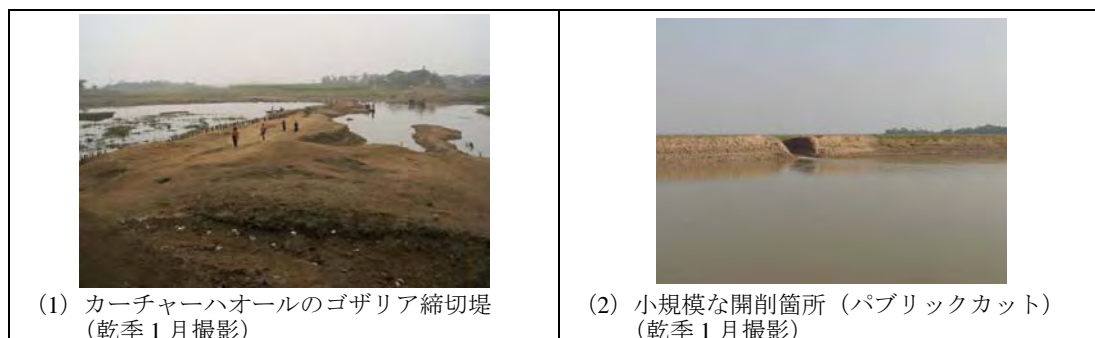 (1) カーチャーハオールのゴザリア締切堤
(乾季1月撮影)
(2) 小規模な開削箇所(パブリックカット)
(乾季1月撮影)